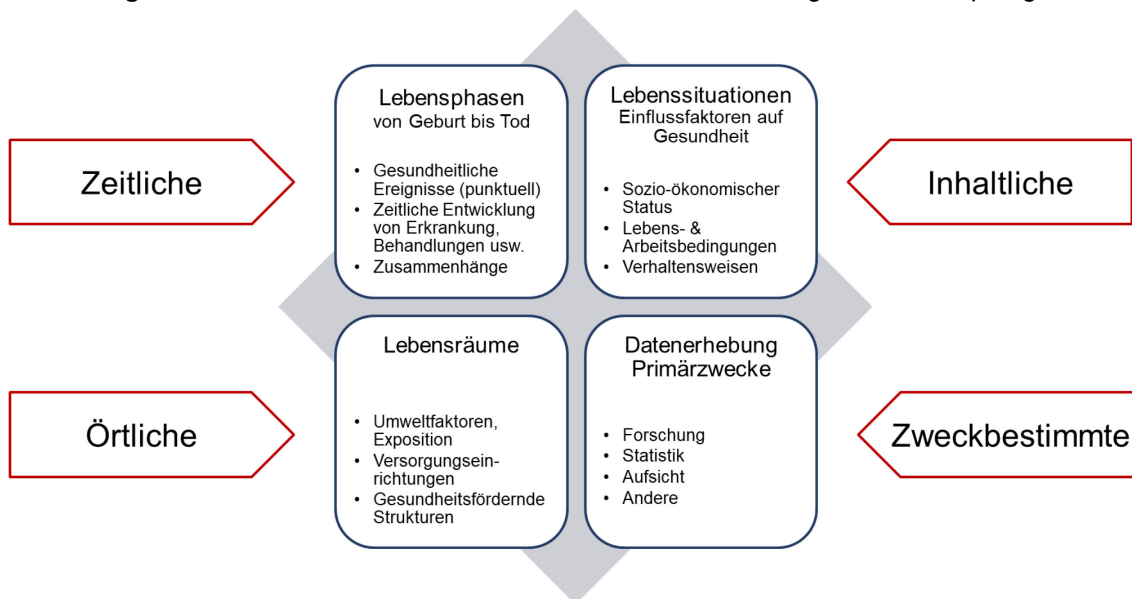 Zeitliche
Lebensphasen
von Geburt bis Tod
• Gesundheitliche
Ereignisse (punktuell)
• Zeitliche Entwicklung
von Erkrankung,
Behandlungen usw.
• Zusammenhänge
Lebenssituationen
Einflussfaktoren auf
Gesundheit
• Sozio-ökonomischer
Status
• Lebens- &
Arbeitsbedingungen
• Verhaltensweisen
Inhaltliche
Örtliche
Lebensräume
• Umweltfaktoren,
Exposition
• Versorgungsein-
richtungen
• Gesundheitsfördernde
Strukturen
Datenerhebung
Primärzwecke
• Forschung
• Statistik
• Aufsicht
• Andere
Zweckbestimmte